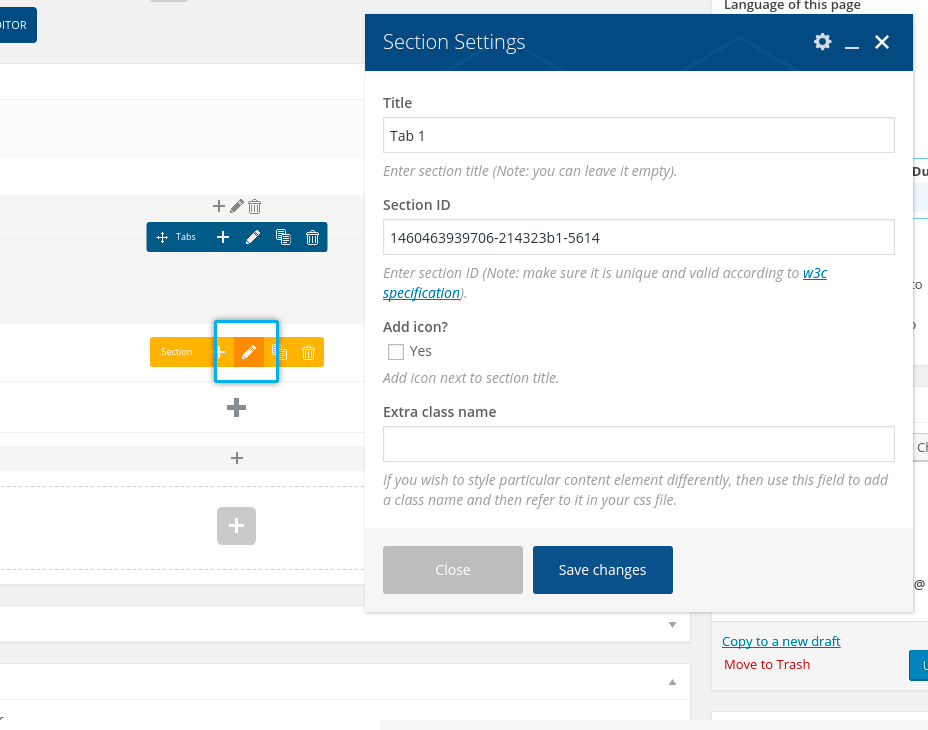 Language of this page
DITOR
Section Settings
Title
Tab 1
Enter section title (Note: you can leave it empty).
Du
Section ID
Tabs
1460463939706-214323b1-5614
Enter section ID (Note: make sure it is unique and valid according to w3c
specification).
to
Add icon?
Section
Yes
Add icon next to section title.
Extra class name
Ch
If you wish to style particular content element differently, then use this field to add
a class name and then refer to it in your css file.
Close
Save changes
@
Copy to a new draft
Move to Trash